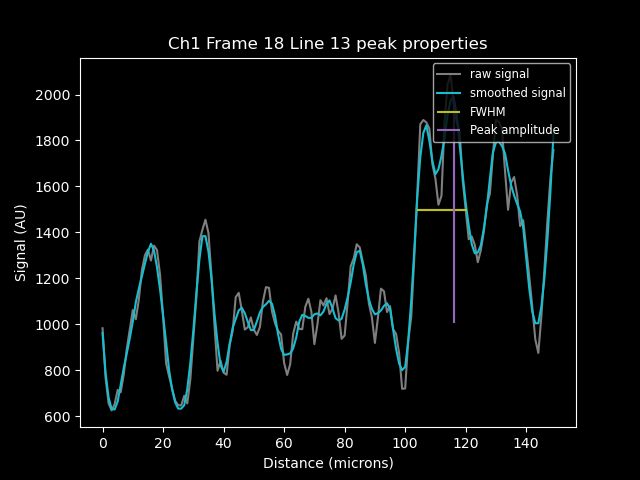 Ch1 Frame 18 Line 13 peak properties
raw signal
smoothed signal
FWHM
Peak amplitude
2000
1800
1600
1400
1200
1000
800
600
Signal (AU)
0 20 40 60 80 100 120 140
Distance (microns)